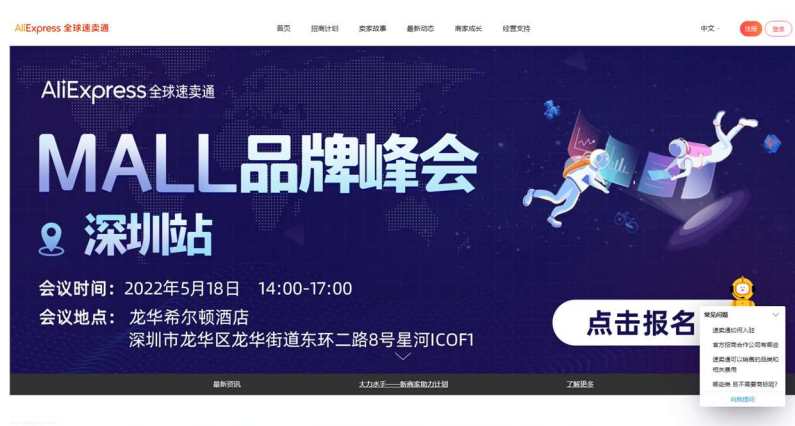 AliExpress 全球速卖通
首页 招商计划 卖家故事 最新动态 商家成长 经营支持 中文 注册 登录
AliExpress 全球速卖通
MALL品牌峰会
深圳站
会议时间：2022年5月18日 14:00-17:00
会议地点：龙华希尔顿酒店
深圳市龙华区龙华街道东环二路8号星河ICOF1
点击报名
常见问题
速卖通如何入驻
官方招商合作公司有哪些
速卖通可以销售的品类和
相关费用
哪些类目不需要商标呢？
向我提问
最新资讯 大力水手——新商家助力计划 了解更多